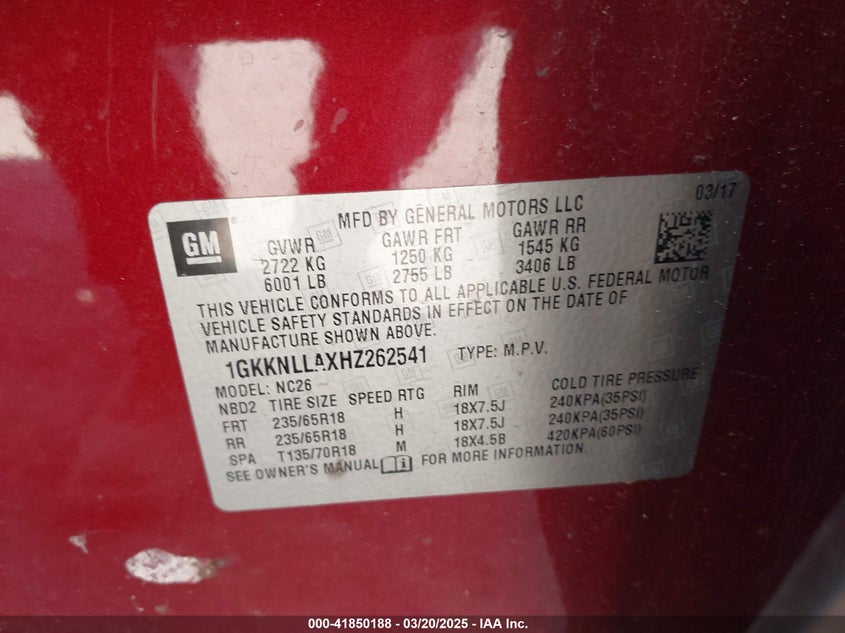 03/17
MFD BY GENERAL MOTORS LLC
GM
GVWR GAWR FRT GAWR RR
2722 KG 1250 KG 1545 KG
6001 LB 2755 LB 3406 LB
THIS VEHICLE CONFORMS TO ALL APPLICABLE U.S. FEDERAL MOTOR
VEHICLE SAFETY STANDARDS IN EFFECT ON THE DATE OF
MANUFACTURE SHOWN ABOVE.
1GKKNLLAXHZ262541 TYPE: M.P.V.
MODEL: NC26
NBD2 TIRE SIZE SPEED RTG RIM COLD TIRE PRESSURE
FRT 235/65R18 H 18X7.5J 240KPA(35PSI)
RR 235/65R18 H 18X7.5J 240KPA(35PSI)
SPA T135/70R18 M 18X4.5B 420KPA(60PSI)
SEE OWNER'S MANUAL FOR MORE INFORMATION.
000-41850188 - 03/20/2025 - IAA Inc.